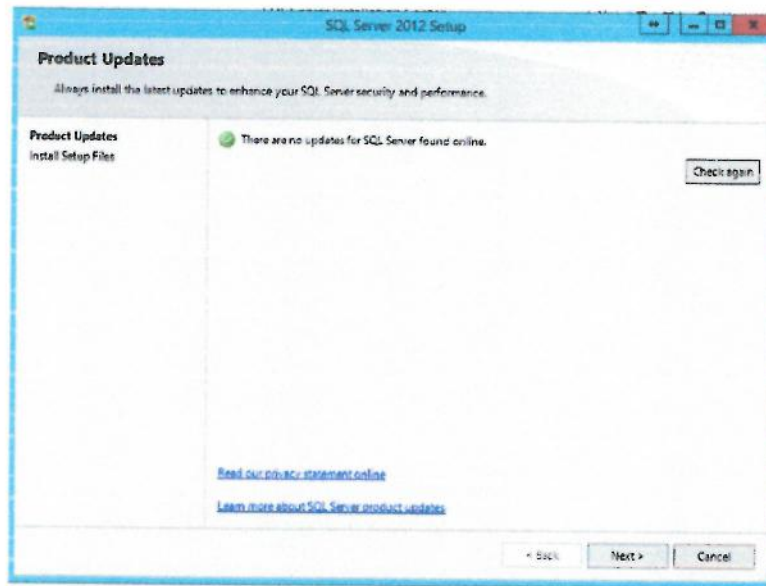 SQL Server 2012 Setup
Product Updates
Always install the latest updates to enhance your SQL Server security and performance.
Product Updates
Install Setup Files
There are no updates for SQL Server found online.
Check again
Read our privacy statement online
Learn more about SQL Server product updates
< Back
Next >
Cancel